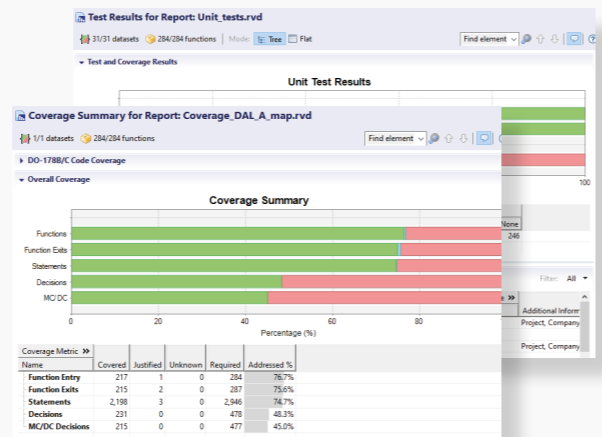 Test Results for Report: Unit_tests.rvd
31/31 datasets 284/284 functions Mode: Tree Flat Find element
Test and Coverage Results
Unit Test Results
100
None
246
Filter: All
Additional Inform
Project, Company
Project, Company
Coverage Summary for Report: Coverage_DAL_A_map.rvd
1/1 datasets 284/284 functions Find element
DO-178B/C Code Coverage
Overall Coverage
Coverage Summary
Functions
Function Exits
Statements
Decisions
MC/DC
0 20 40 60 80
Percentage (%)
Coverage Metric
Name Covered Justified Unknown Required Addressed %
Function Entry 217 1 0 284 76.7%
Function Exits 215 2 0 287 75.6%
Statements 2,198 3 0 2,946 74.7%
Decisions 231 0 0 478 48.3%
MC/DC Decisions 215 0 0 477 45.0%